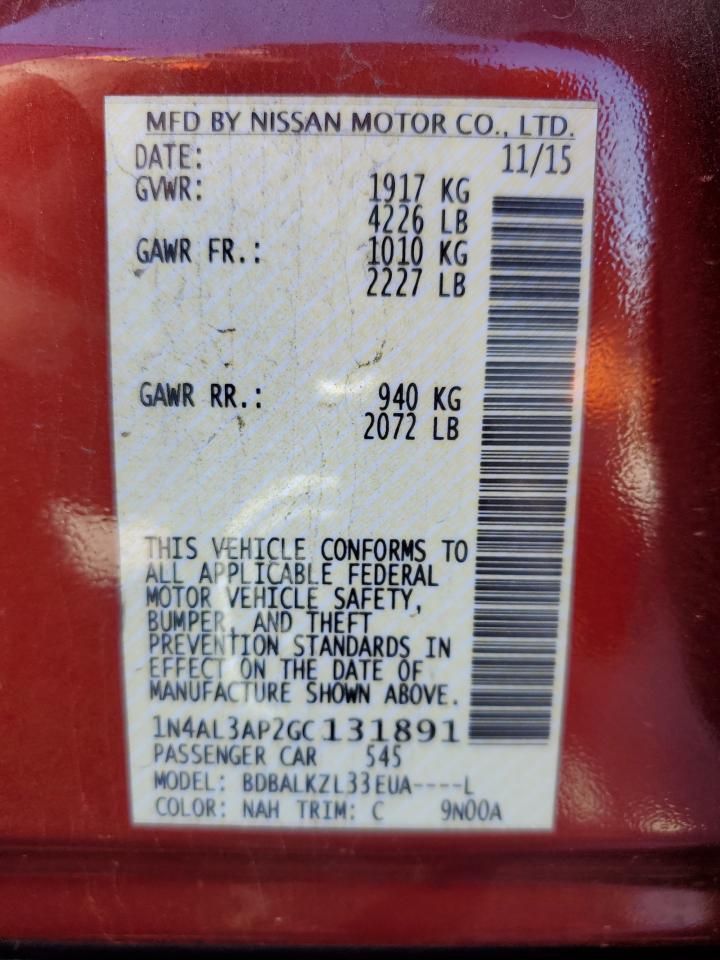 MFD BY NISSAN MOTOR CO., LTD.
DATE: 11/15
GVWR: 1917 KG
4226 LB
GAWR FR.: 1010 KG
2227 LB
GAWR RR.: 940 KG
2072 LB
THIS VEHICLE CONFORMS TO
ALL APPLICABLE FEDERAL
MOTOR VEHICLE SAFETY,
BUMPER, AND THEFT
PREVENTION STANDARDS IN
EFFECT ON THE DATE OF
MANUFACTURE SHOWN ABOVE.
1N4AL3AP2GC131891
PASSENGER CAR 545
MODEL: BDBALKZL33EUA----L
COLOR: NAH TRIM: C 9N00A